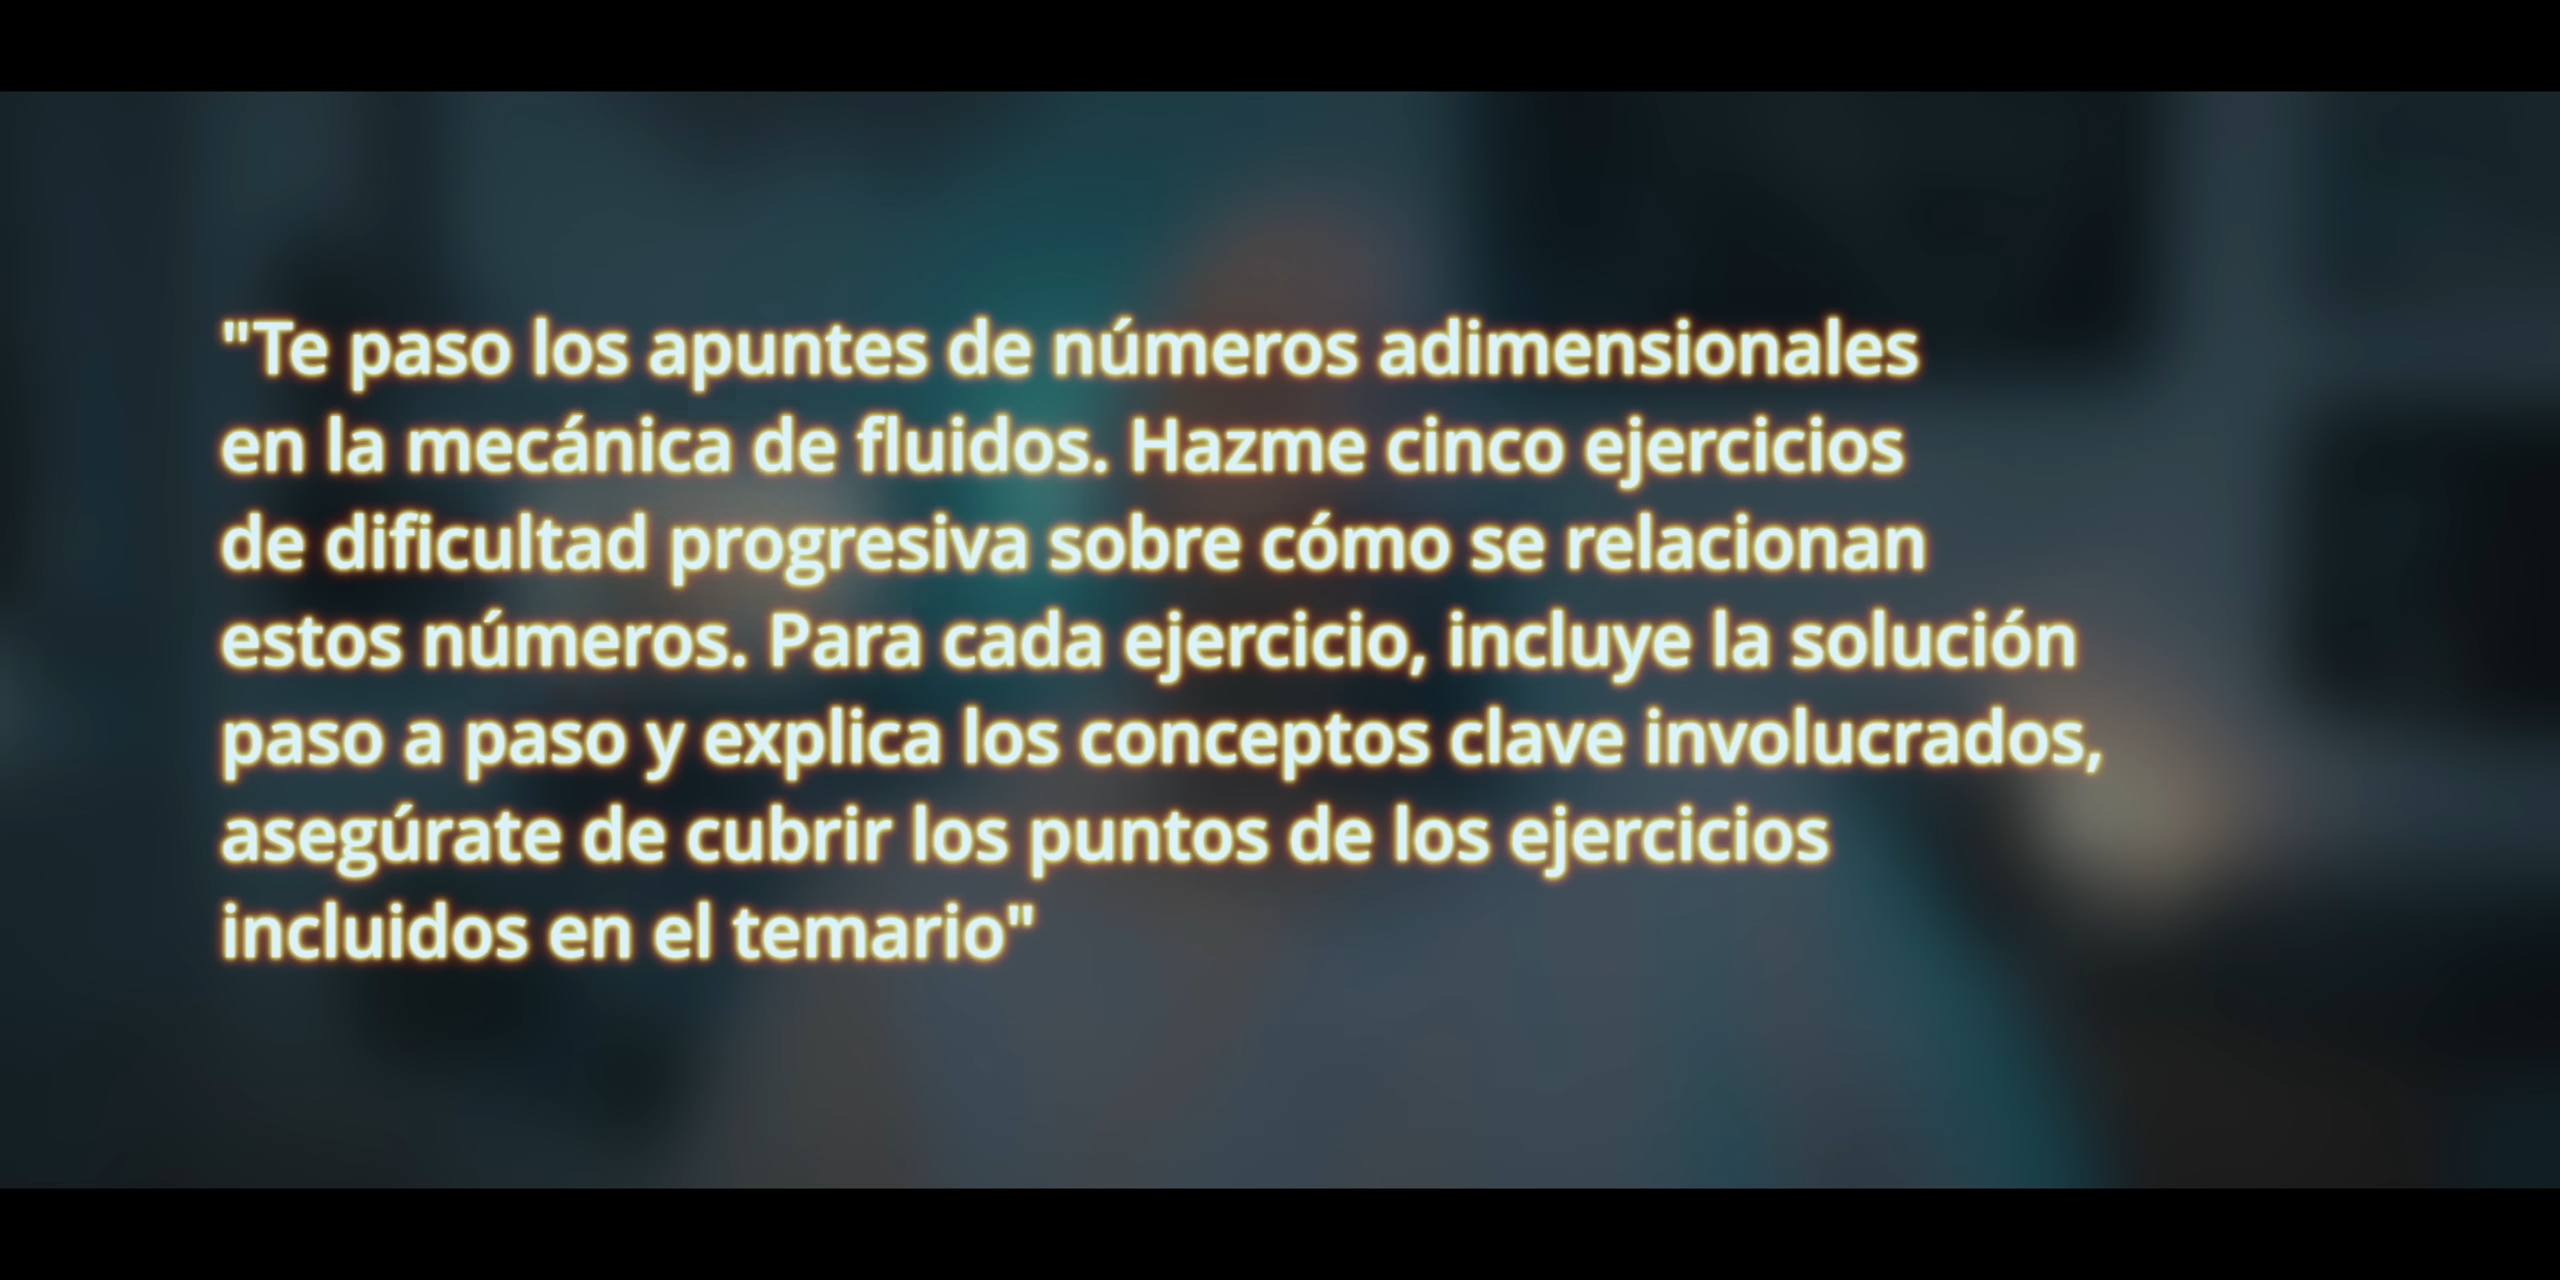 "Te paso los apuntes de números adimensionales
en la mecánica de fluidos. Hazme cinco ejercicios
de dificultad progresiva sobre cómo se relacionan
estos números. Para cada ejercicio, incluye la solución
paso a paso y explica los conceptos clave involucrados,
asegúrate de cubrir los puntos de los ejercicios
incluidos en el temario"